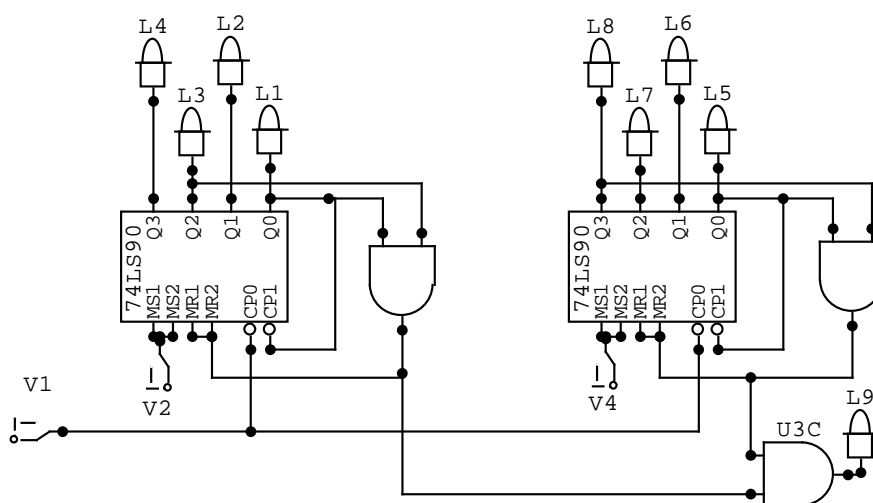 L4
L2
L3
L1
L8
L6
L7
L5
Q3
Q2
Q1
Q0
74LS90
MS1
MS2
MR1
MR2
CP0
CP1
Q3
Q2
Q1
Q0
74LS90
MS1
MS2
MR1
MR2
CP0
CP1
V1
V2
V4
U3C
L9